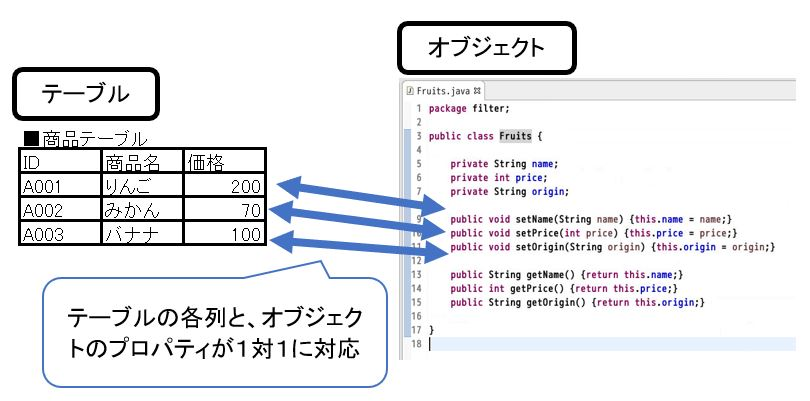 オブジェクト
テーブル
■商品テーブル
ID 商品名 価格
A001 りんご 200
A002 みかん 70
A003 バナナ 100
テーブルの各列と、オブジェク
トのプロパティが１対１に対応
Fruits.java
1 package filter;
2
3 public class Fruits {
4
5 private String name;
6 private int price;
7 private String origin;
8
9 public void setName(String name) {this.name = name;}
10 public void setPrice(int price) {this.price = price;}
11 public void setOrigin(String origin) {this.origin = origin;}
12
13 public String getName() {return this.name;}
14 public int getPrice() {return this.price;}
15 public String getOrigin() {return this.origin;}
16
17 }
18